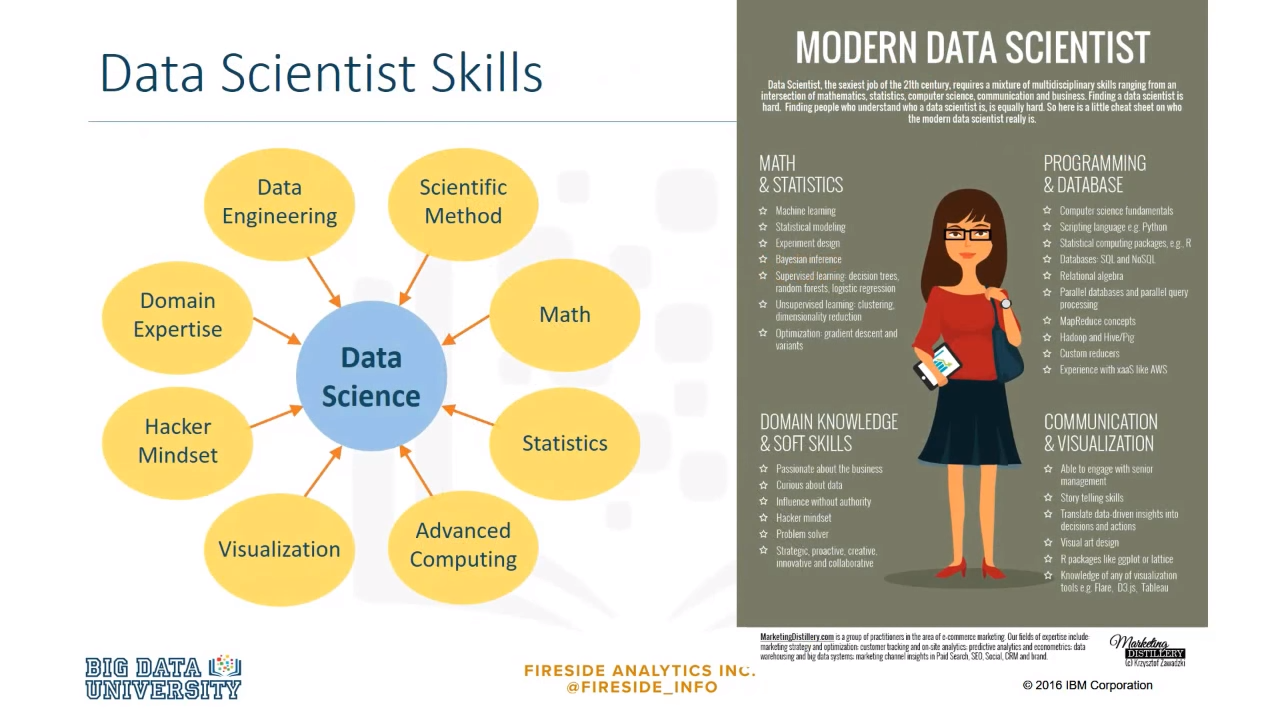 Data Scientist Skills
Data
Engineering
Scientific
Method
Domain
Expertise
Math
Data
Science
Hacker
Mindset
Statistics
Visualization
Advanced
Computing
MODERN DATA SCIENTIST
Data Scientist, the sexiest job of the 21th century, requires a mixture of multidisciplinary skills ranging from an
intersection of mathematics, statistics, computer science, communication and business. Finding a data scientist is
hard. Finding people who understand who a data scientist is, is equally hard. So here is a little cheat sheet on who
the modern data scientist really is.
MATH
& STATISTICS
Machine learning
Statistical modeling
Experiment design
Bayesian inference
Supervised learning: decision trees,
random forests, logistic regression
Unsupervised learning: clustering,
dimensionality reduction
Optimization: gradient descent and
variants
PROGRAMMING
& DATABASE
Computer science fundamentals
Scripting language e.g. Python
Statistical computing packages, e.g., R
Databases: SQL and NoSQL
Relational algebra
Parallel databases and parallel query
processing
MapReduce concepts
Hadoop and Hive/Pig
Custom reducers
Experience with xaaS like AWS
DOMAIN KNOWLEDGE
& SOFT SKILLS
Passionate about the business
Curious about data
Influence without authority
Hacker mindset
Problem solver
Strategic, proactive, creative,
innovative and collaborative
COMMUNICATION
& VISUALIZATION
Able to engage with senior
management
Story telling skills
Translate data-driven insights into
decisions and actions
Visual art design
R packages like ggplot or lattice
Knowledge of any of visualization
tools e.g. Flare, D3.js, Tableau
MarketingDistillery.com is a group of practitioners in the area of e-commerce marketing. Our fields of expertise include:
marketing strategy and optimization: customer tracking and on-site analytics: predictive analytics and econometrics: data
warehousing and big data systems: marketing channel insights in Paid Search, SEO, Social, CRM and brand.
Marketing
DISTILLERY
(c) Krzysztof Zawadzki
BIG DATA
UNIVERSITY
FIRESIDE ANALYTICS INC.
@FIRESIDE_INFO
© 2016 IBM Corporation